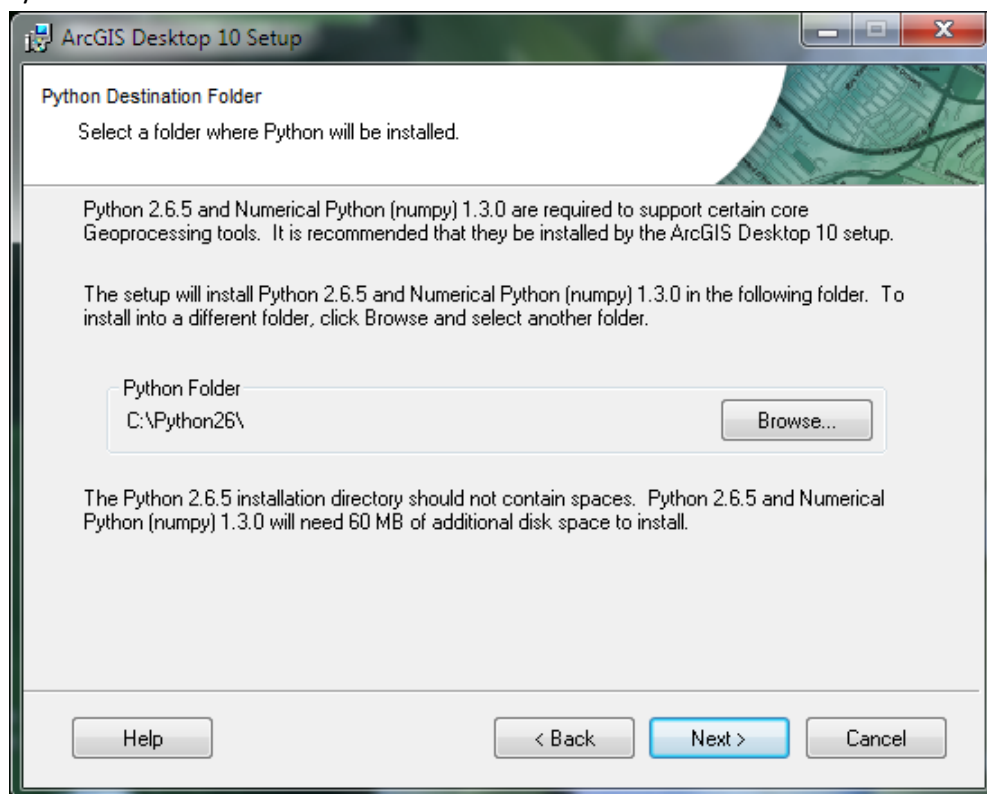 ArcGIS Desktop 10 Setup
Python Destination Folder
Select a folder where Python will be installed.
Python 2.6.5 and Numerical Python (numpy) 1.3.0 are required to support certain core
Geoprocessing tools.  It is recommended that they be installed by the ArcGIS Desktop 10 setup.
The setup will install Python 2.6.5 and Numerical Python (numpy) 1.3.0 in the following folder.  To
install into a different folder, click Browse and select another folder.
Python Folder
C:\Python26\
Browse...
The Python 2.6.5 installation directory should not contain spaces.  Python 2.6.5 and Numerical
Python (numpy) 1.3.0 will need 60 MB of additional disk space to install.
Help
< Back
Next >
Cancel